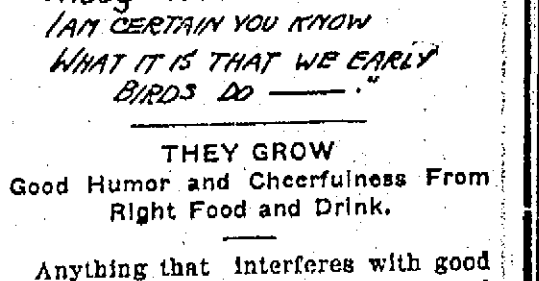 I AM CERTAIN YOU KNOW
WHAT IT IS THAT WE EARLY
BIRDS DO ——— ."
THEY GROW
Good Humor and Cheerfulness From
Right Food and Drink.
Anything that interferes with good